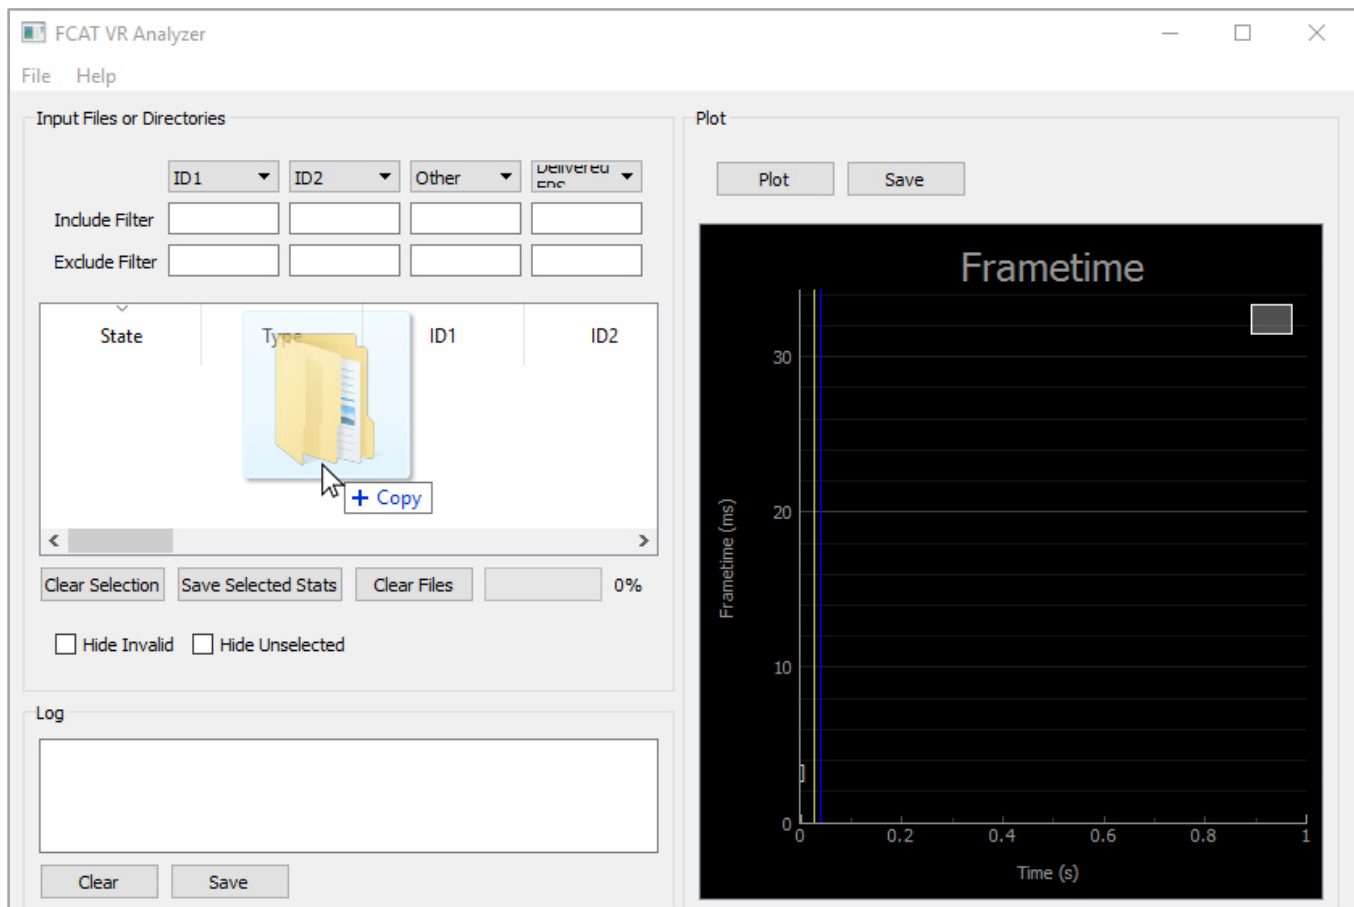 FCAT VR Analyzer
File Help
Input Files or Directories
ID1 ID2 Other Delivered FPS
Include Filter
Exclude Filter
State Type ID1 ID2
+ Copy
Clear Selection Save Selected Stats Clear Files 0%
Hide Invalid Hide Unselected
Log
Clear Save
Plot
Plot Save
Frametime
Frametime (ms)
30
20
10
0
0 0.2 0.4 0.6 0.8 1
Time (s)